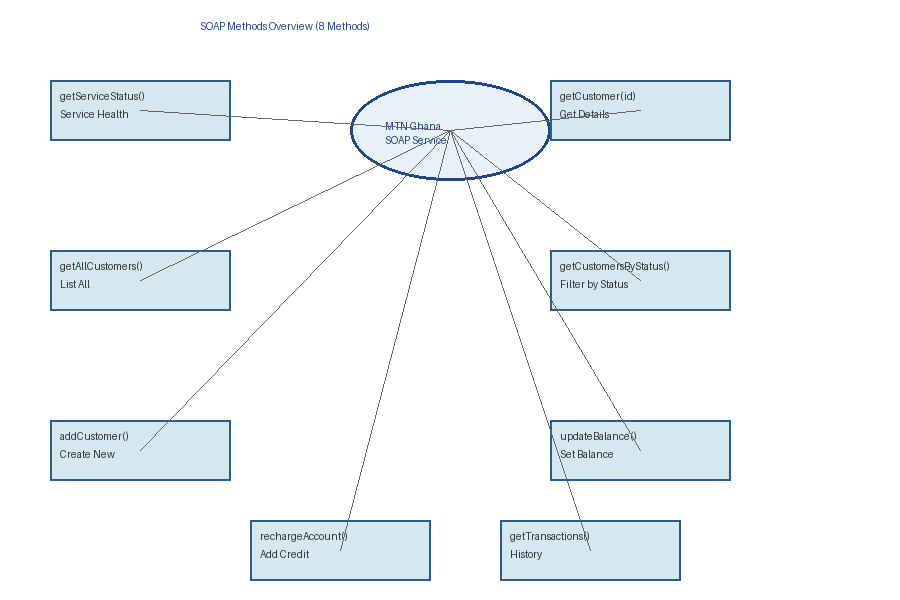 SOAP Methods Overview (8 Methods)
getServiceStatus()
Service Health
MTN Ghana
SOAP Service
getCustomer(id)
Get Details
getAllCustomers()
List All
getCustomersByStatus()
Filter by Status
addCustomer()
Create New
updateBalance()
Set Balance
rechargeAccount()
Add Credit
getTransactions()
History